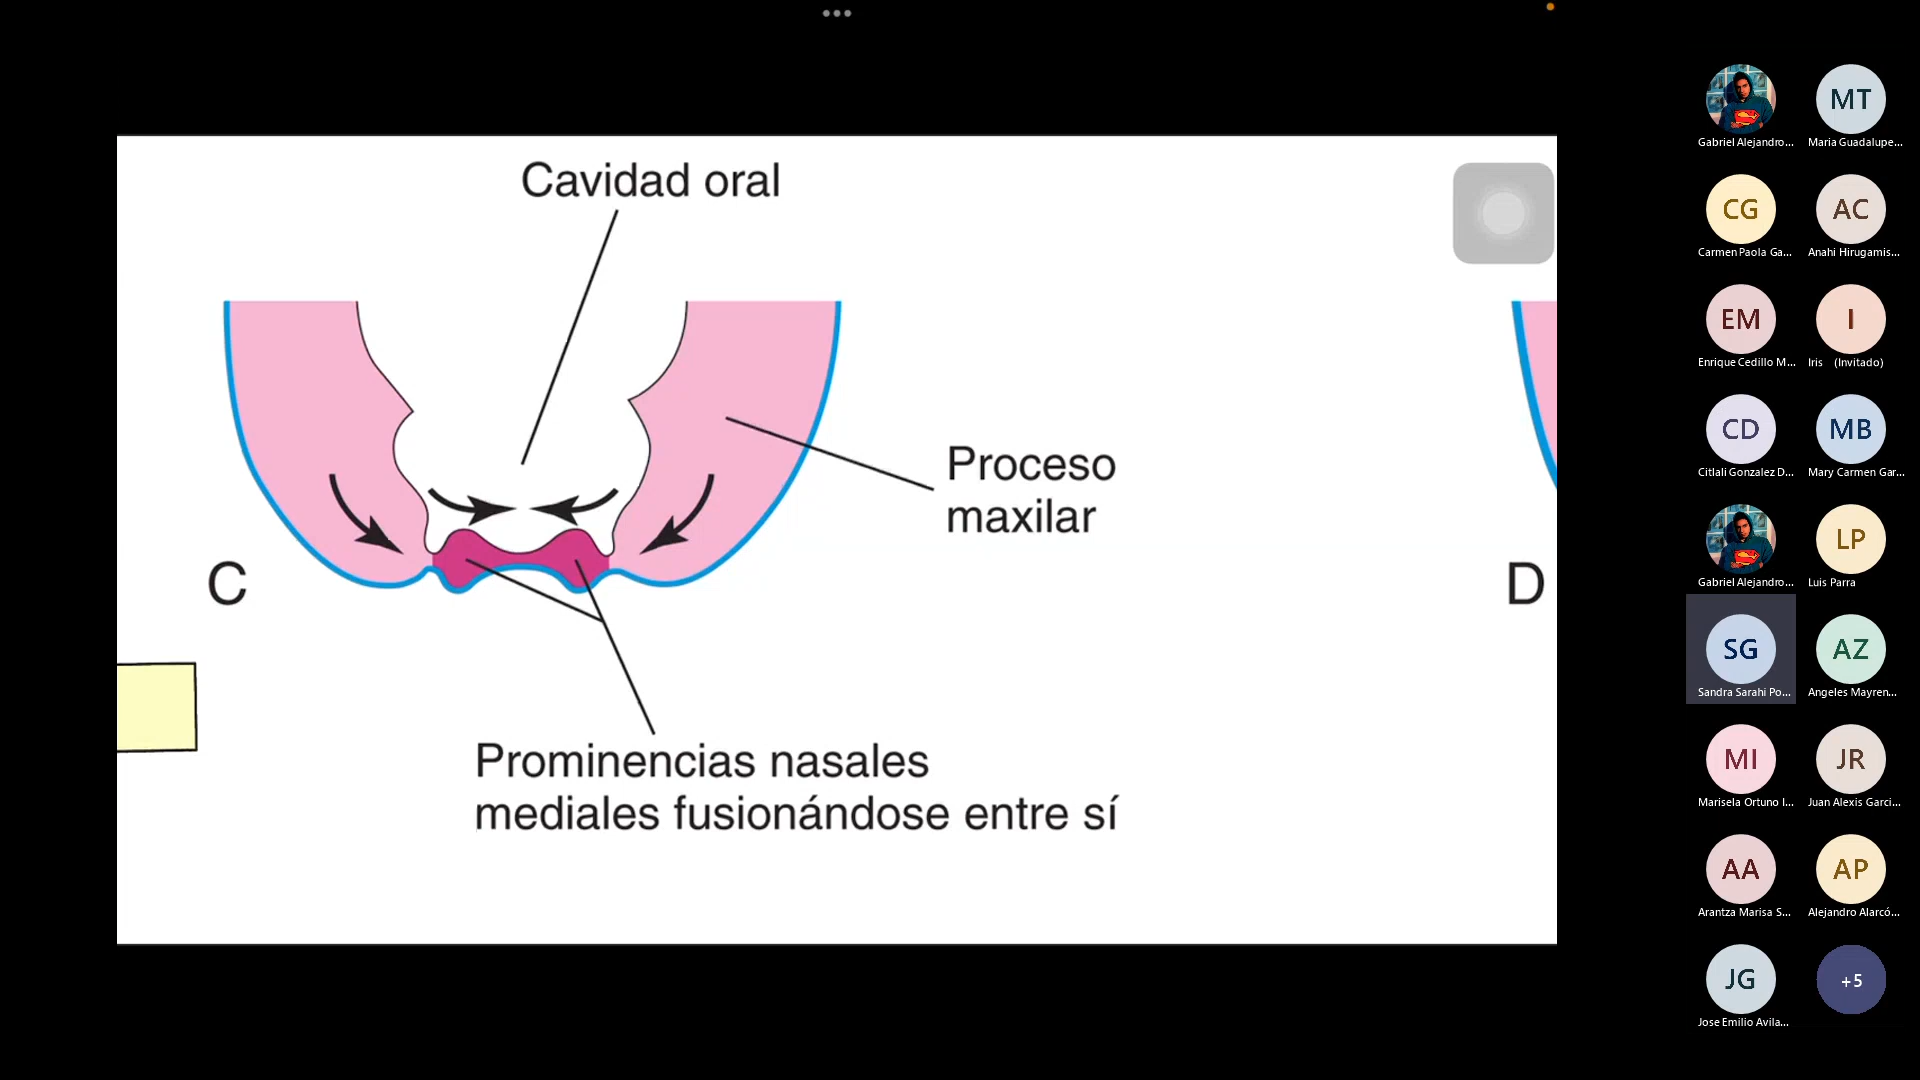 Cavidad oral
Proceso
maxilar
C
D
Prominencias nasales
mediales fusionándose entre sí
Gabriel Alejandro...
MT
Maria Guadalupe...
CG
Carmen Paola Ga...
AC
Anahi Hirugamis...
EM
Enrique Cedillo M...
I
Iris (Invitado)
CD
Citlali Gonzalez D...
MB
Mary Carmen Gar...
Gabriel Alejandro...
LP
Luis Parra
SG
Sandra Sarahi Po...
AZ
Angeles Mayren...
MI
Marisela Ortuno I...
JR
Juan Alexis Garci...
AA
Arantza Marisa S...
AP
Alejandro Alarcó...
JG
Jose Emilio Avila...
+5